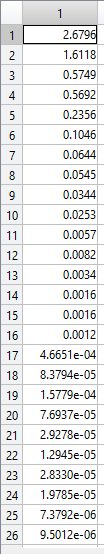 1
1 2.6796
2 1.6118
3 0.5749
4 0.5692
5 0.2356
6 0.1046
7 0.0644
8 0.0545
9 0.0344
10 0.0253
11 0.0057
12 0.0082
13 0.0034
14 0.0016
15 0.0016
16 0.0012
17 4.6651e-04
18 8.3794e-05
19 1.5779e-04
20 7.6937e-05
21 2.9278e-05
22 1.2945e-05
23 2.8330e-05
24 1.9785e-05
25 7.3792e-06
26 9.5012e-06